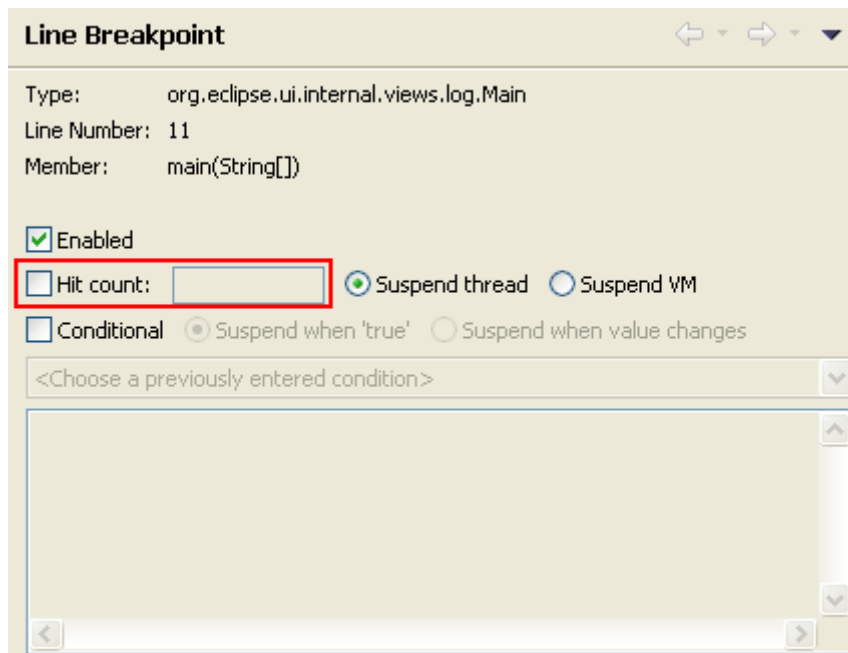 Line Breakpoint
Type: org.eclipse.ui.internal.views.log.Main
Line Number: 11
Member: main(String[])
Enabled
Hit count: Suspend thread Suspend VM
Conditional Suspend when 'true' Suspend when value changes
<Choose a previously entered condition>